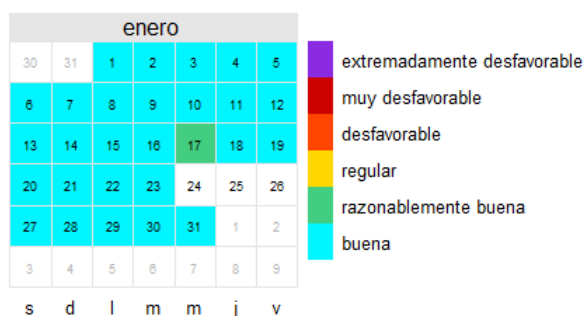 enero
30 31 1 2 3 4 5
6 7 8 9 10 11 12
13 14 15 16 17 18 19
20 21 22 23 24 25 26
27 28 29 30 31 1 2
3 4 5 6 7 8 9
s d l m m j v
extremadamente desfavorable
muy desfavorable
desfavorable
regular
razonablemente buena
buena